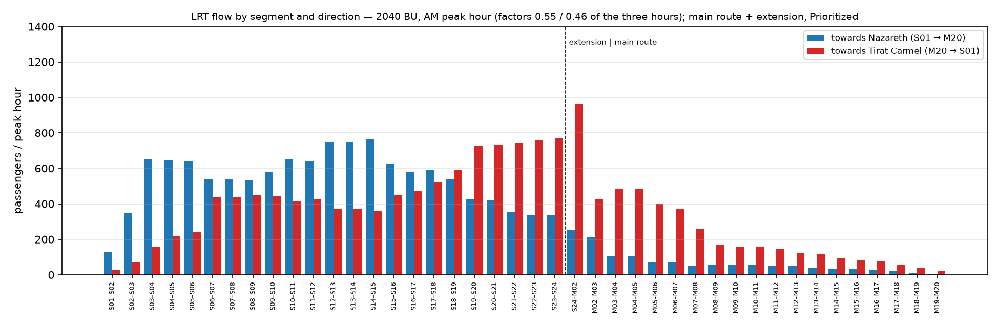 LRT flow by segment and direction — 2040 BU, AM peak hour (factors 0.55 / 0.46 of the three hours); main route + extension, Prioritized
passengers / peak hour
1400
1200
1000
800
600
400
200
0
extension | main route
towards Nazareth (S01 → M20)
towards Tirat Carmel (M20 → S01)
S01–S02
S02–S03
S03–S04
S04–S05
S05–S06
S06–S07
S07–S08
S08–S09
S09–S10
S10–S11
S11–S12
S12–S13
S13–S14
S14–S15
S15–S16
S16–S17
S17–S18
S18–S19
S19–S20
S20–S21
S21–S22
S22–S23
S23–S24
S24–M02
M02–M03
M03–M04
M04–M05
M05–M06
M06–M07
M07–M08
M08–M09
M09–M10
M10–M11
M11–M12
M12–M13
M13–M14
M14–M15
M15–M16
M16–M17
M17–M18
M18–M19
M19–M20